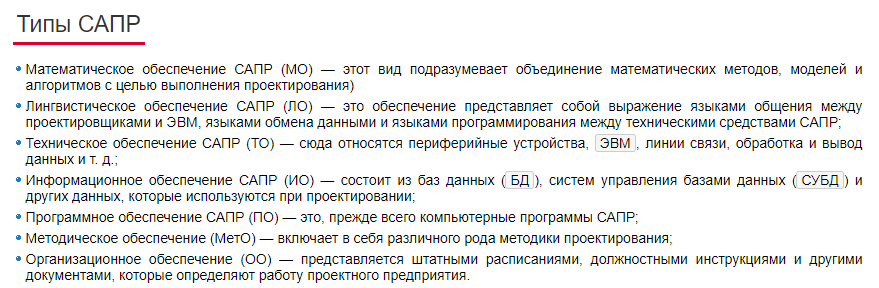 Типы САПР
Математическое обеспечение САПР (МО) — этот вид подразумевает объединение математических методов, моделей и
алгоритмов с целью выполнения проектирования)
Лингвистическое обеспечение САПР (ЛО) — это обеспечение представляет собой выражение языками общения между
проектировщиками и ЭВМ, языками обмена данными и языками программирования между техническими средствами САПР;
Техническое обеспечение САПР (ТО) — сюда относятся периферийные устройства, ЭВМ, линии связи, обработка и вывод
данных и т. д.;
Информационное обеспечение САПР (ИО) — состоит из баз данных (БД), систем управления базами данных (СУБД) и
других данных, которые используются при проектировании;
Программное обеспечение САПР (ПО) — это, прежде всего компьютерные программы САПР;
Методическое обеспечение (МетО) — включает в себя различного рода методики проектирования;
Организационное обеспечение (ОО) — представляется штатными расписаниями, должностными инструкциями и другими
документами, которые определяют работу проектного предприятия.